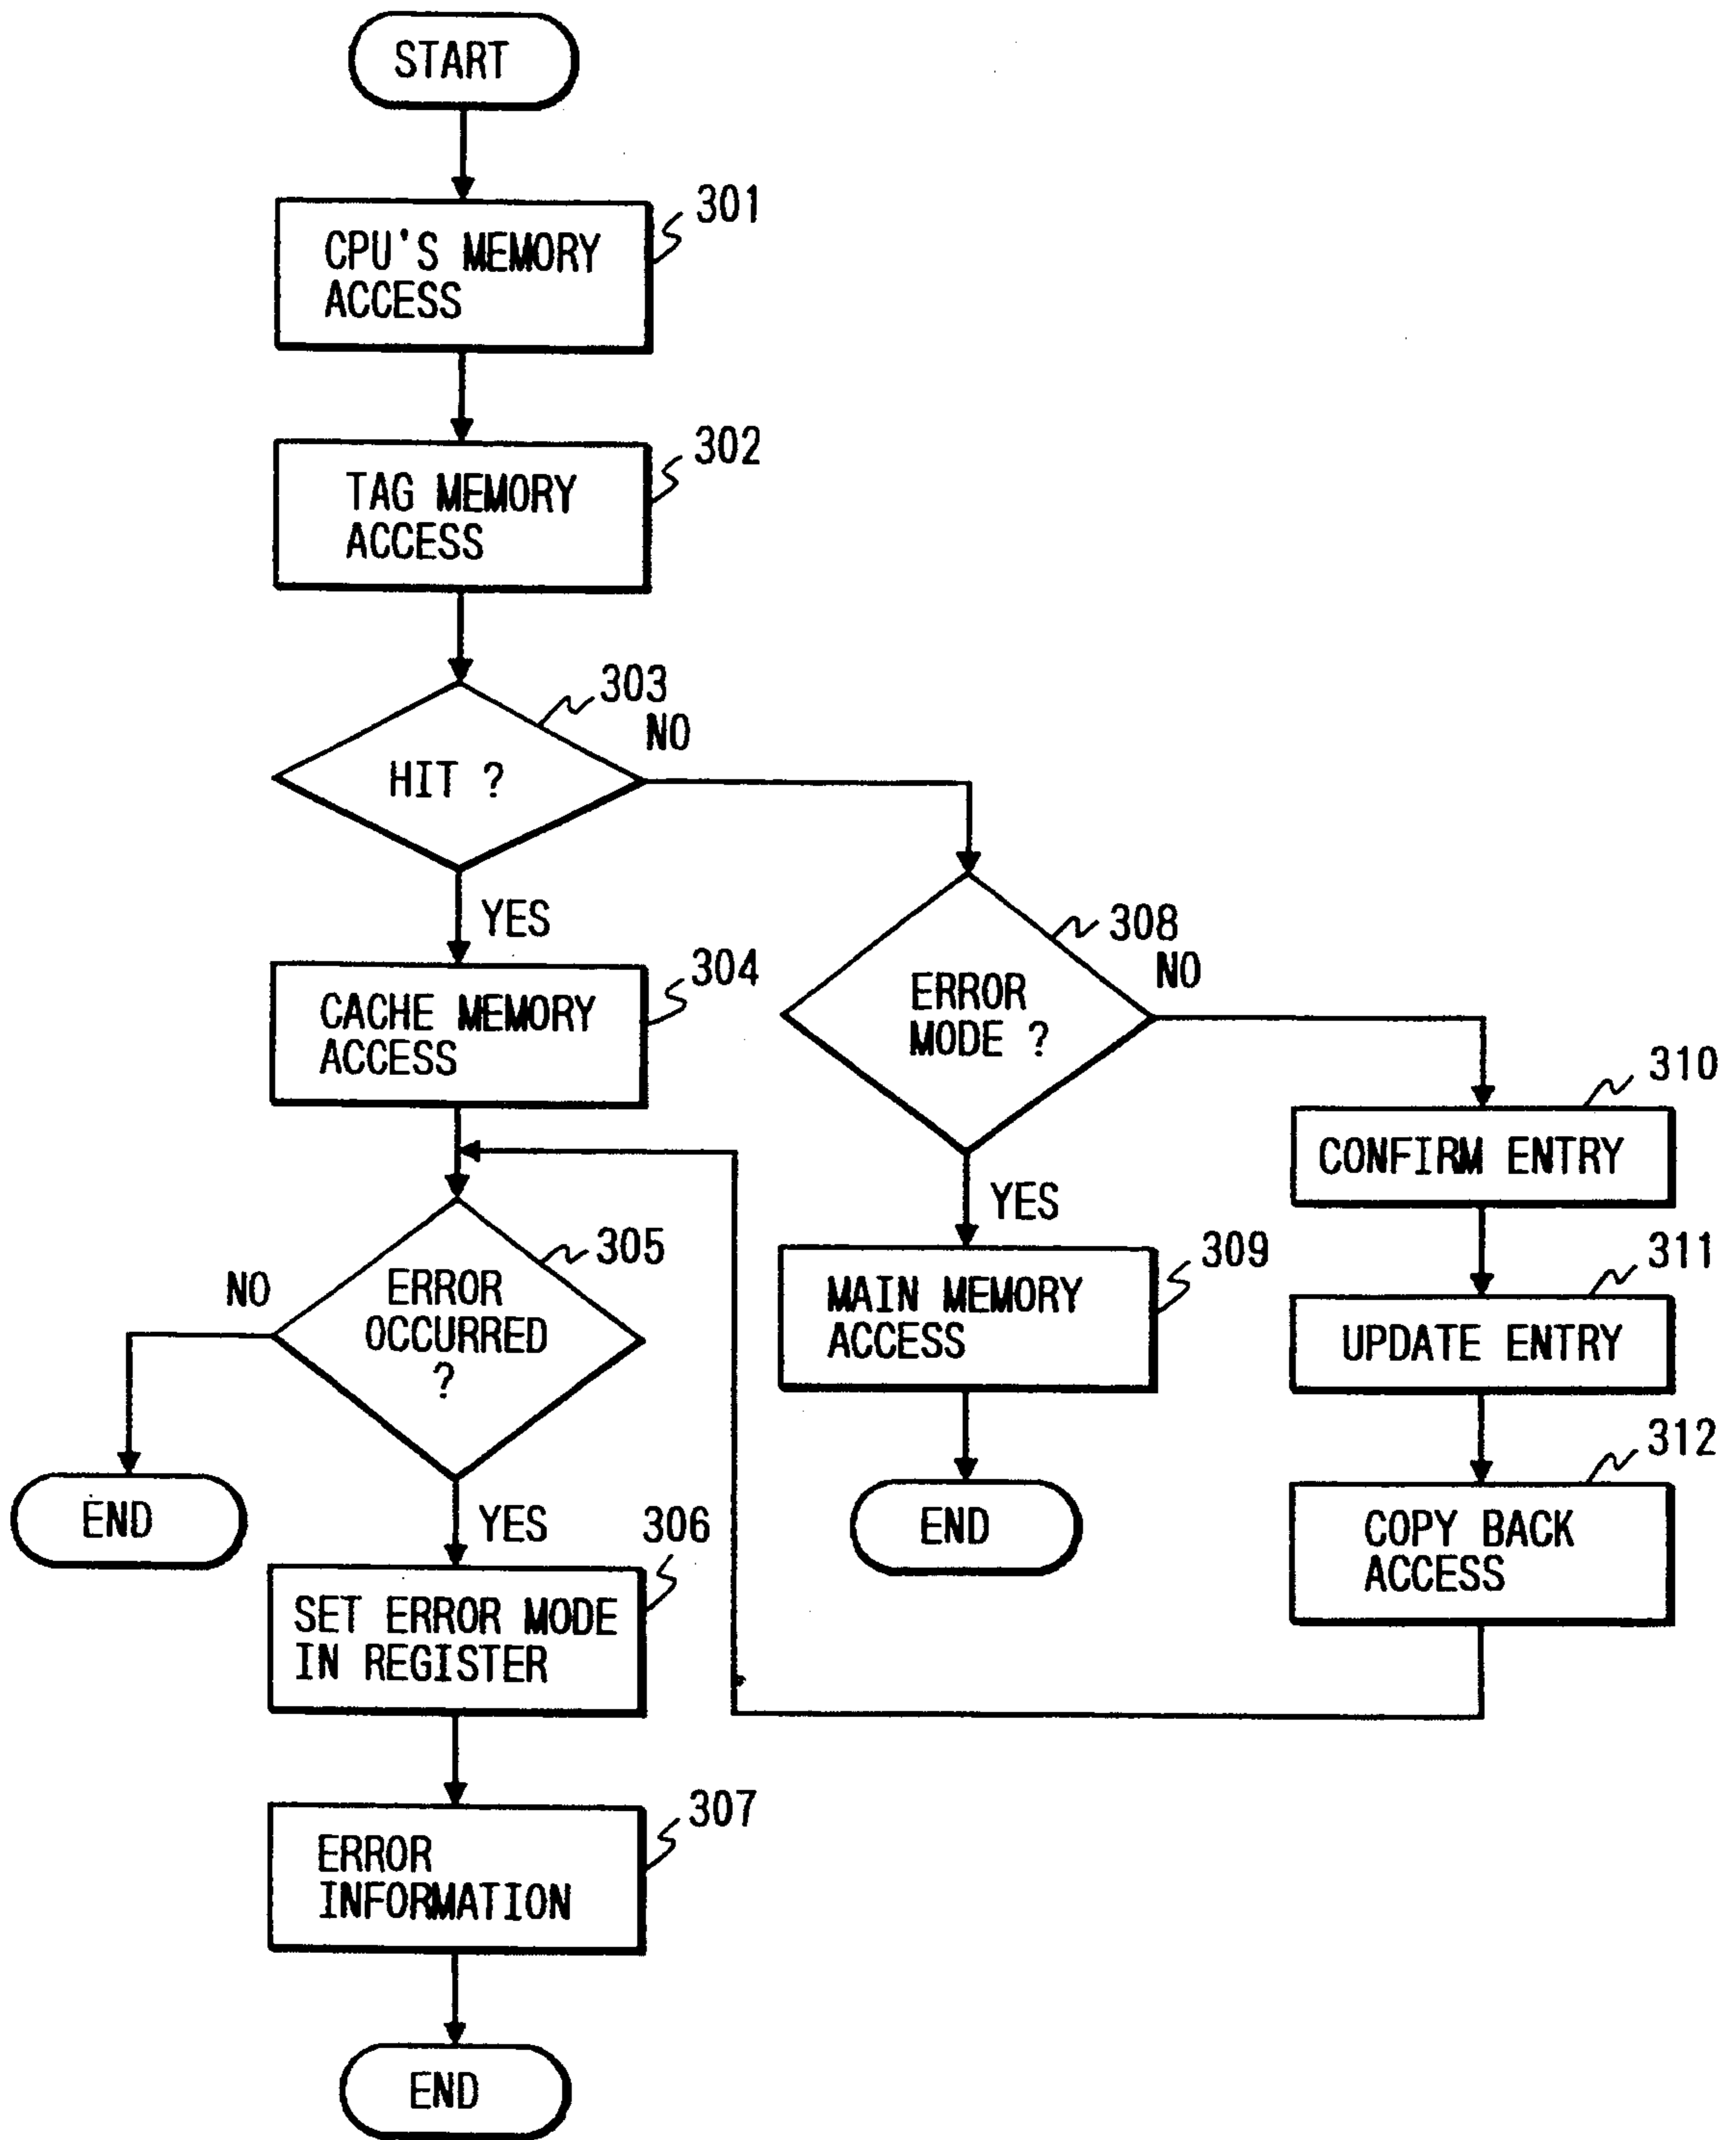 START
301
CPU'S MEMORY
ACCESS
302
TAG MEMORY
ACCESS
303
NO
HIT ?
YES
304
CACHE MEMORY
ACCESS
308
NO
ERROR
MODE ?
YES
305
NO
ERROR
OCCURRED
?
END
YES
306
SET ERROR MODE
IN REGISTER
307
ERROR
INFORMATION
END
309
MAIN MEMORY
ACCESS
END
310
CONFIRM ENTRY
311
UPDATE ENTRY
312
COPY BACK
ACCESS